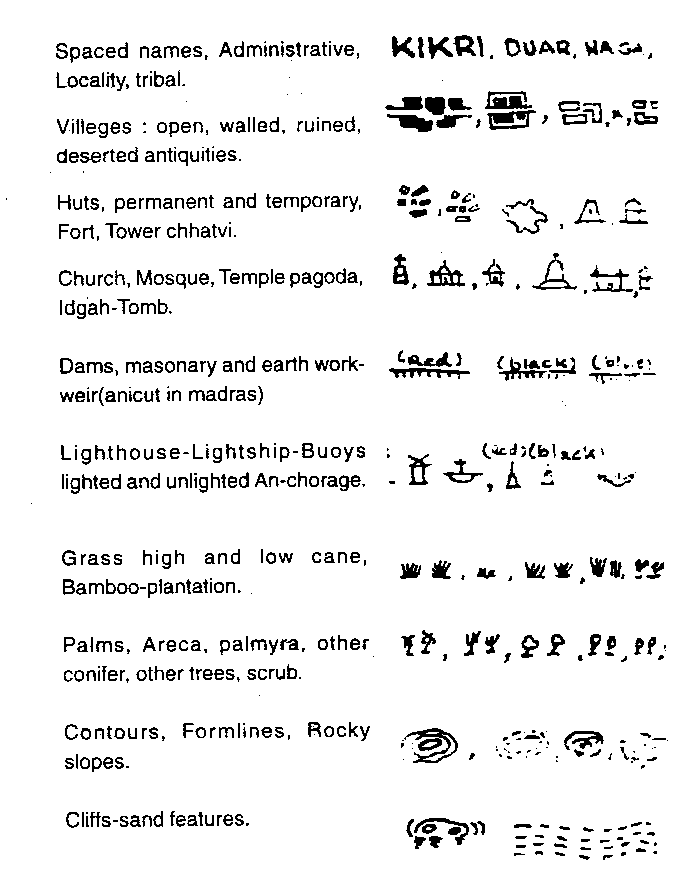 Spaced names, Administrative, KIKRI, DUAR, NAGA,
Locality, tribal.
Villeges : open, walled, ruined,
deserted antiquities.
Huts, permanent and temporary,
Fort, Tower chhatvi.
Church, Mosque, Temple pagoda,
Idgah-Tomb.
Dams, masonary and earth work- (Red) (black)
weir(anicut in madras)
Lighthouse-Lightship-Buoys (red)(black)
lighted and unlighted An-chorage.
Grass high and low cane,
Bamboo-plantation.
Palms, Areca, palmyra, other
conifer, other trees, scrub.
Contours, Formlines, Rocky
slopes.
Cliffs-sand features.